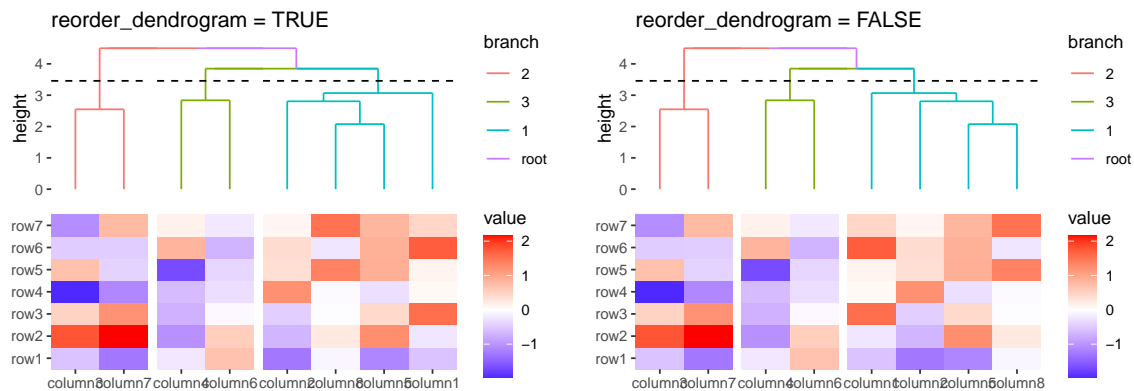 reorder_dendrogram = TRUE
branch
2
3
1
root
height
4
3
2
1
0
row7
row6
row5
row4
row3
row2
row1
column3 column7 column4 column6 column2 column8 column5 column1
value
2
1
0
−1
reorder_dendrogram = FALSE
branch
2
3
1
root
height
4
3
2
1
0
row7
row6
row5
row4
row3
row2
row1
column3 column7 column4 column6 column1 column2 column5 column8
value
2
1
0
−1